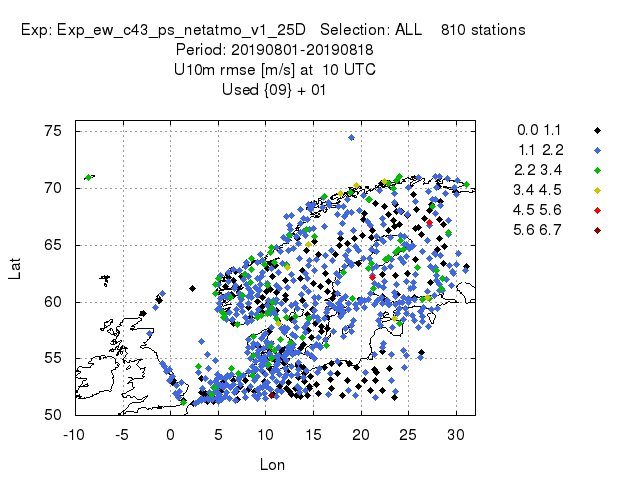 Exp: Exp_ew_c43_ps_netatmo_v1_25D   Selection: ALL    810 stations
Period: 20190801-20190818
U10m rmse [m/s] at  10 UTC
Used {09} + 01
0.0 1.1
1.1 2.2
2.2 3.4
3.4 4.5
4.5 5.6
5.6 6.7
75
70
65
60
55
50
Lat
-10 -5 0 5 10 15 20 25 30
Lon